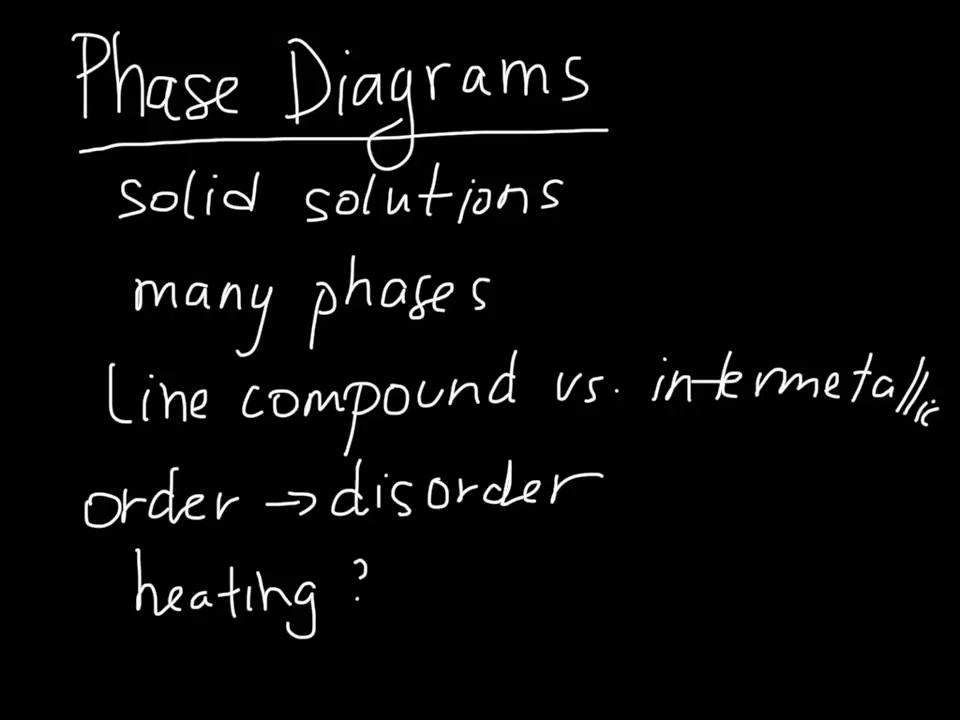 Phase Diagrams
solid solutions
many phases
Line compound vs. intermetallic
order → disorder
heating ?